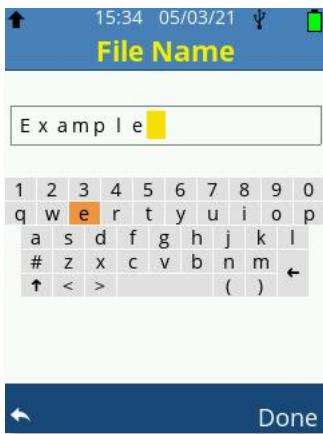 15:34 05/03/21
File Name
Example
1 2 3 4 5 6 7 8 9 0
q w e r t y u i o p
a s d f g h j k l
# z x c v b n m ←
↑ < > ( )
Done